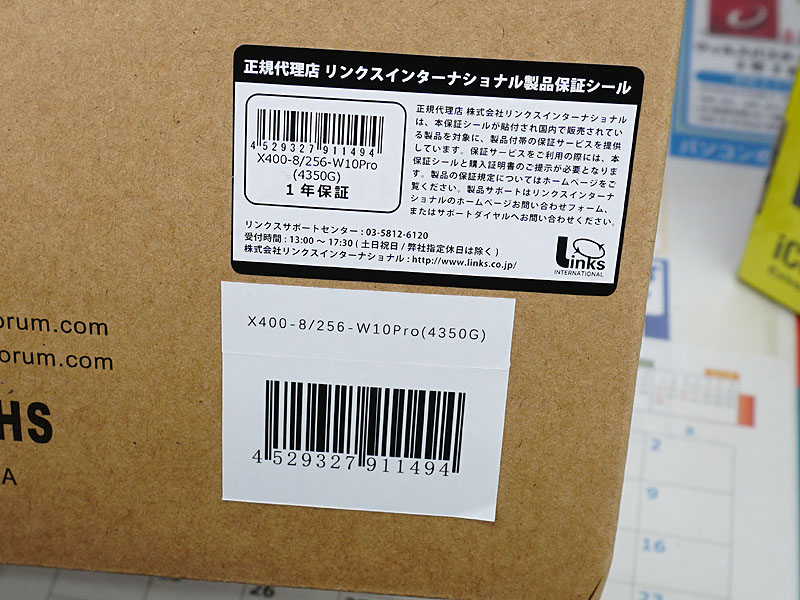 正規代理店 リンクスインターナショナル製品保証シール
4 529327 911494
X400-8/256-W10Pro
(4350G)
1年保証
正規代理店 株式会社リンクスインターナショナル
は、本保証シールが貼付され国内で販売されてい
る製品を対象に、製品付帯の保証サービスを提供
しています。保証サービスをご利用の際には、本
保証シールと購入証明書のご提示が必要となりま
す。製品の保証規定についてはホームページをご
覧ください。製品サポートはリンクスインターナ
ショナルのホームページお問い合わせフォーム、
またはサポートダイヤルへお問い合わせください。
リンクスサポートセンター : 03-5812-6120
受付時間 : 13:00 ～ 17:30 ( 土日祝日 / 弊社指定休日は除く )
株式会社リンクスインターナショナル : http://www.links.co.jp/
Links
INTERNATIONAL
X400-8/256-W10Pro(4350G)
4 529327 911494
orum.com
orum.com
HS
A
パソコン
iC
2
9
16
26